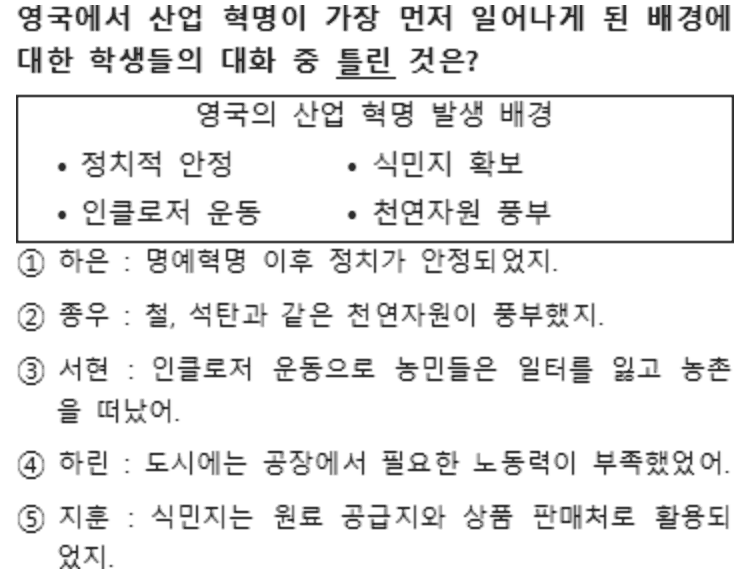 영국에서 산업 혁명이 가장 먼저 일어나게 된 배경에
대한 학생들의 대화 중 틀린 것은?
영국의 산업 혁명 발생 배경
• 정치적 안정 • 식민지 확보
• 인클로저 운동 • 천연자원 풍부
① 하은 : 명예혁명 이후 정치가 안정되었지.
② 종우 : 철, 석탄과 같은 천연자원이 풍부했지.
③ 서현 : 인클로저 운동으로 농민들은 일터를 잃고 농촌
을 떠났어.
④ 하린 : 도시에는 공장에서 필요한 노동력이 부족했었어.
⑤ 지훈 : 식민지는 원료 공급지와 상품 판매처로 활용되
었지.